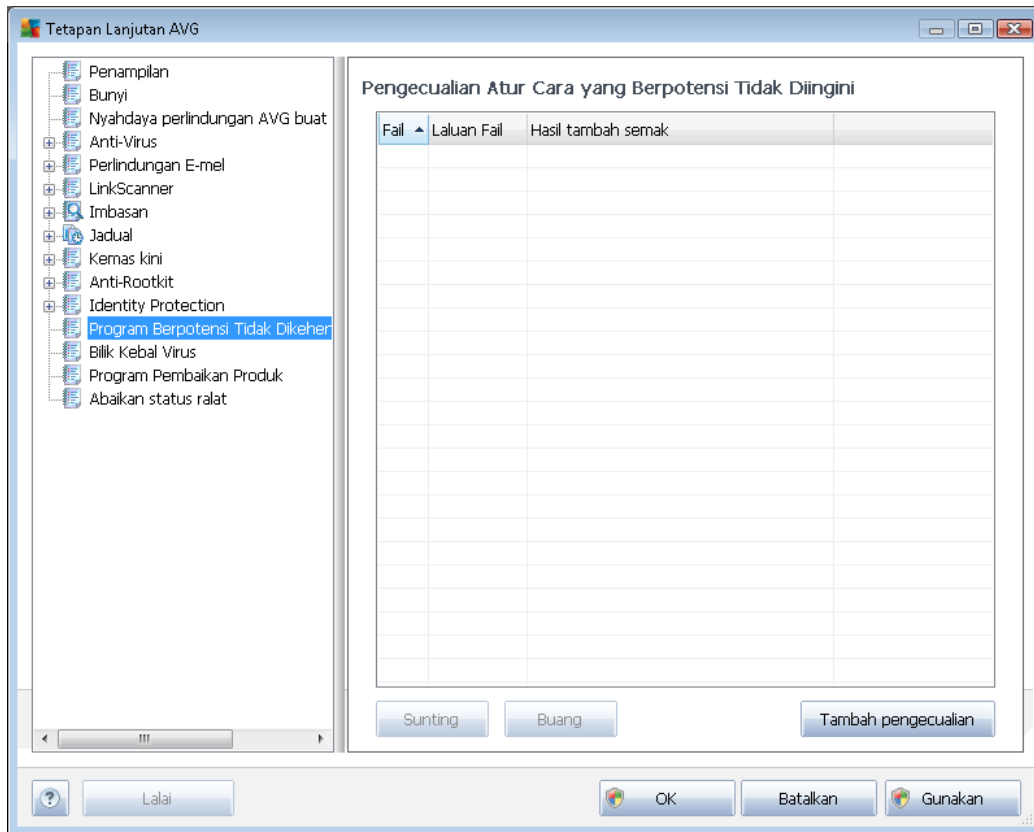 Tetapan Lanjutan AVG
Penampilan
Bunyi
Nyahdaya perlindungan AVG buat
Anti-Virus
Perlindungan E-mel
LinkScanner
Imbasan
Jadual
Kemas kini
Anti-Rootkit
Identity Protection
Program Berpotensi Tidak Dikehen
Bilik Kebal Virus
Program Pembaikan Produk
Abaikan status ralat
Pengecualian Atur Cara yang Berpotensi Tidak Diingini
Fail Laluan Fail Hasil tambah semak
Sunting Buang Tambah pengecualian
? Lalai OK Batalkan Gunakan